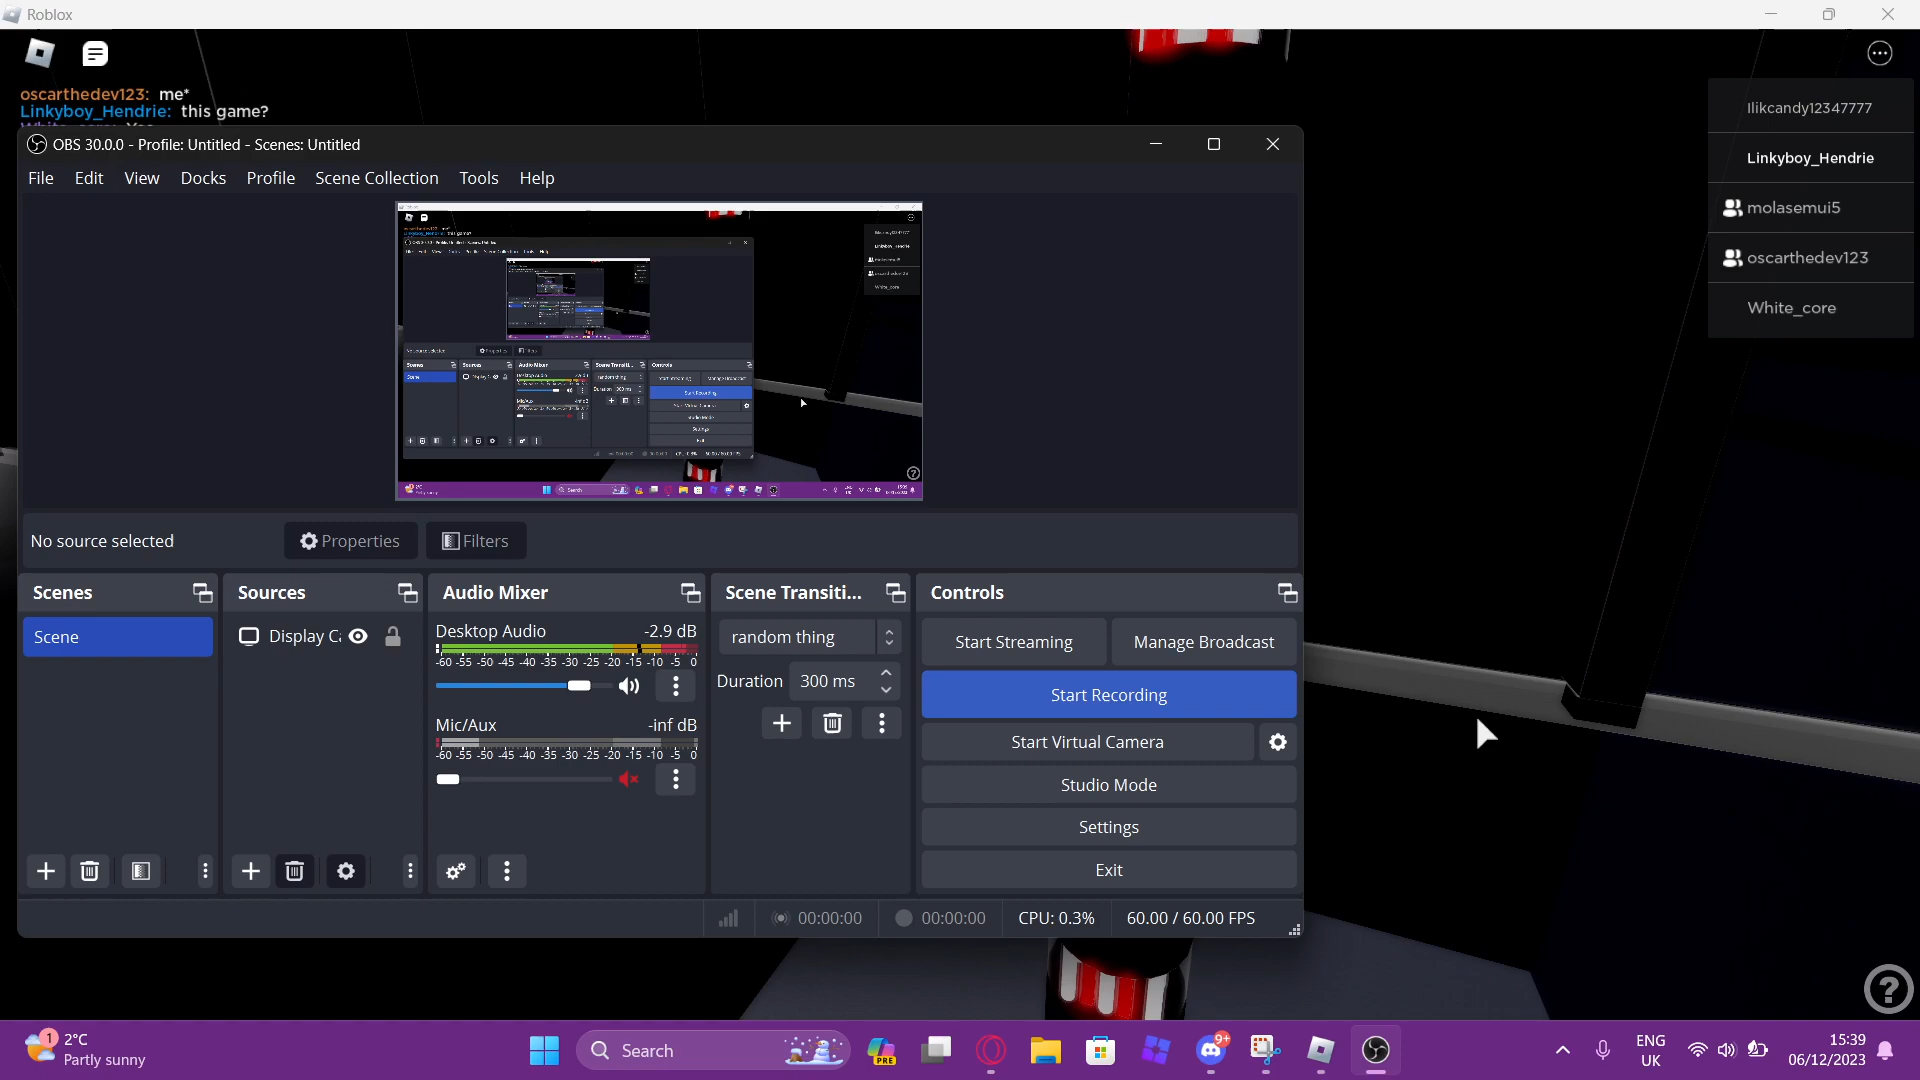 Roblox
oscarthedev123: me*
Linkyboy_Hendrie: this game?
Ilikcandy12347777
Linkyboy_Hendrie
molasemui5
oscarthedev123
White_core
OBS 30.0.0 - Profile: Untitled - Scenes: Untitled
File Edit View Docks Profile Scene Collection Tools Help
No source selected
Properties
Filters
Scenes
Scene
Sources
Display Ca
Audio Mixer
Desktop Audio -2.9 dB
-60 -55 -50 -45 -40 -35 -30 -25 -20 -15 -10 -5 0
Mic/Aux -inf dB
-60 -55 -50 -45 -40 -35 -30 -25 -20 -15 -10 -5 0
Scene Transiti...
random thing
Duration 300 ms
Controls
Start Streaming
Manage Broadcast
Start Recording
Start Virtual Camera
Studio Mode
Settings
Exit
00:00:00
00:00:00
CPU: 0.3%
60.00 / 60.00 FPS
1
2°C
Partly sunny
Search
PRE
9+
ENG
UK
15:39
06/12/2023